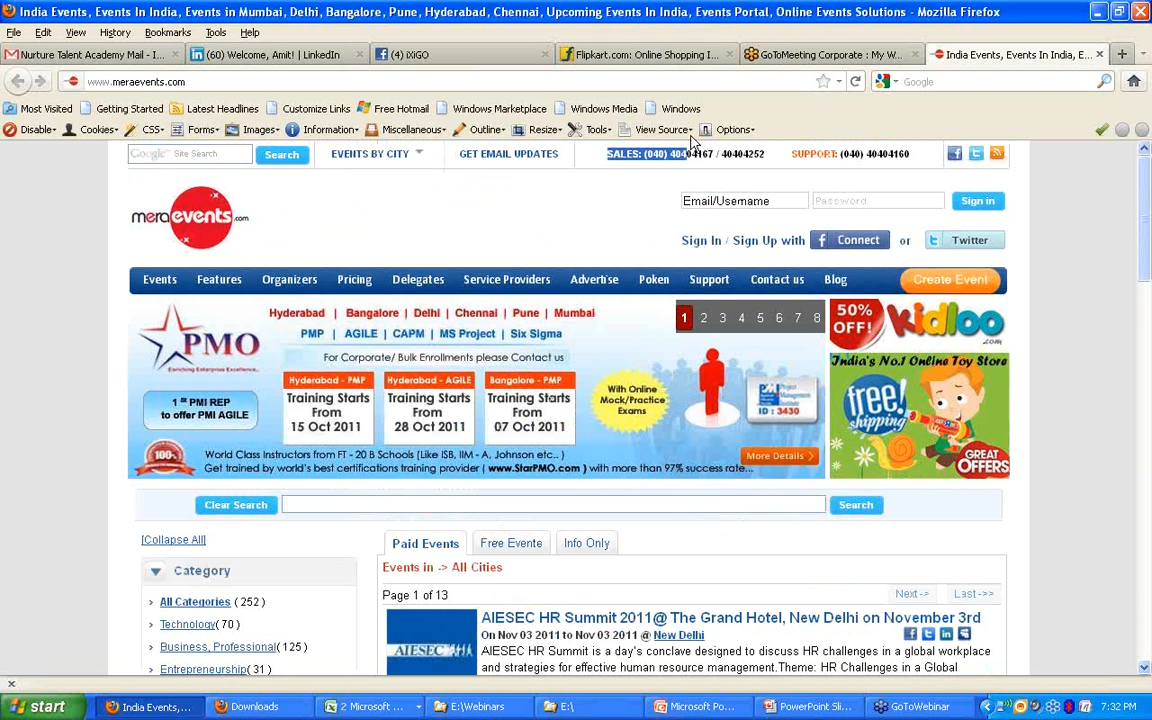 India Events, Events In India, Events in Mumbai, Delhi, Bangalore, Pune, Hyderabad, Chennai, Upcoming Events In India, Events Portal, Online Events Solutions - Mozilla Firefox
File Edit View History Bookmarks Tools Help
Nurture Talent Academy Mail - I... (60) Welcome, Amit! | LinkedIn (4) iXiGO Flipkart.com: Online Shopping I... GoToMeeting Corporate : My W... India Events, Events In India, E...
www.meraevents.com Google
Most Visited Getting Started Latest Headlines Customize Links Free Hotmail Windows Marketplace Windows Media Windows
Disable Cookies CSS Forms Images Information Miscellaneous Outline Resize Tools View Source Options
Google Site Search Search EVENTS BY CITY GET EMAIL UPDATES SALES: (040) 40404167 / 40404252 SUPPORT: (040) 40404160
meraevents.com
Email/Username Password Sign in
Sign In / Sign Up with Connect or Twitter
Events Features Organizers Pricing Delegates Service Providers Advertise Poken Support Contact us Blog Create Event
Hyderabad | Bangalore | Delhi | Chennai | Pune | Mumbai
1 2 3 4 5 6 7 8
50% OFF! kidloo.com
PMP | AGILE | CAPM | MS Project | Six Sigma
PMO
Enriching Enterprise Excellence..
For Corporate/ Bulk Enrollments please Contact us
India's No.1 Online Toy Store
Hyderabad - PMP Hyderabad - AGILE Bangalore - PMP
Training Starts From 15 Oct 2011
Training Starts From 28 Oct 2011
Training Starts From 07 Oct 2011
1st PMI REP to offer PMI AGILE
With Online Mock/Practice Exams
PMI Project Management Institute
ID : 3430
free! shipping
GREAT OFFERS
100%
World Class Instructors from FT - 20 B Schools (Like ISB, IIM - A, Johnson etc.. )
Get trained by world's best certifications training provider ( www.StarPMO.com ) with more than 97% success rate...
More Details
Clear Search Search
[Collapse All]
Paid Events Free Evente Info Only
Category
Events in -> All Cities
Page 1 of 13 Next-> Last->>
All Categories ( 252 )
Technology( 70 )
Business, Professional( 125 )
Entrepreneurship( 31 )
AIESEC
AIESEC HR Summit 2011@ The Grand Hotel, New Delhi on November 3rd
On Nov 03 2011 to Nov 03 2011 @ New Delhi
AIESEC HR Summit is a day's conclave designed to discuss HR challenges in a global workplace
and strategies for effective human resource management.Theme: HR Challenges in a Global
start India Events,... Downloads 2 Microsoft ... E:\Webinars E:\ Microsoft Po... PowerPoint Sli... GoToWebinar 7:32 PM